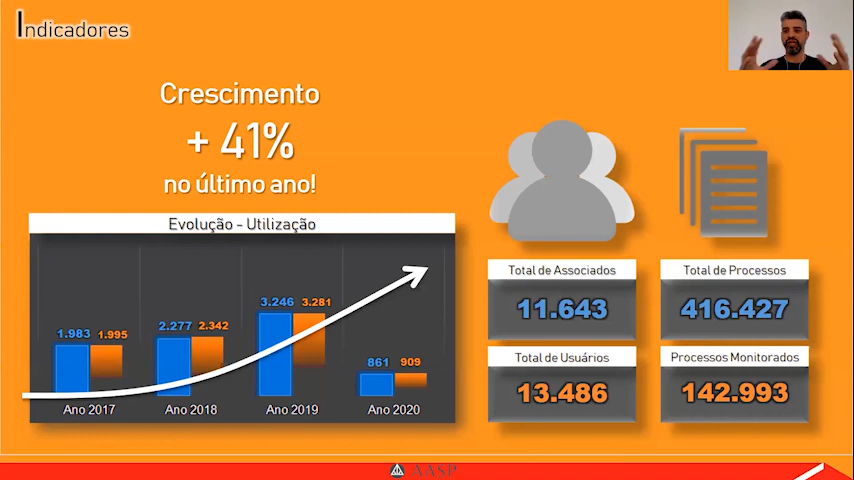 Indicadores
Crescimento
+ 41%
no último ano!
Evolução - Utilização
1.983 1.995
2.277 2.342
3.246 3.281
861 909
Ano 2017 Ano 2018 Ano 2019 Ano 2020
Total de Associados
11.643
Total de Processos
416.427
Total de Usuários
13.486
Processos Monitorados
142.993
AASP